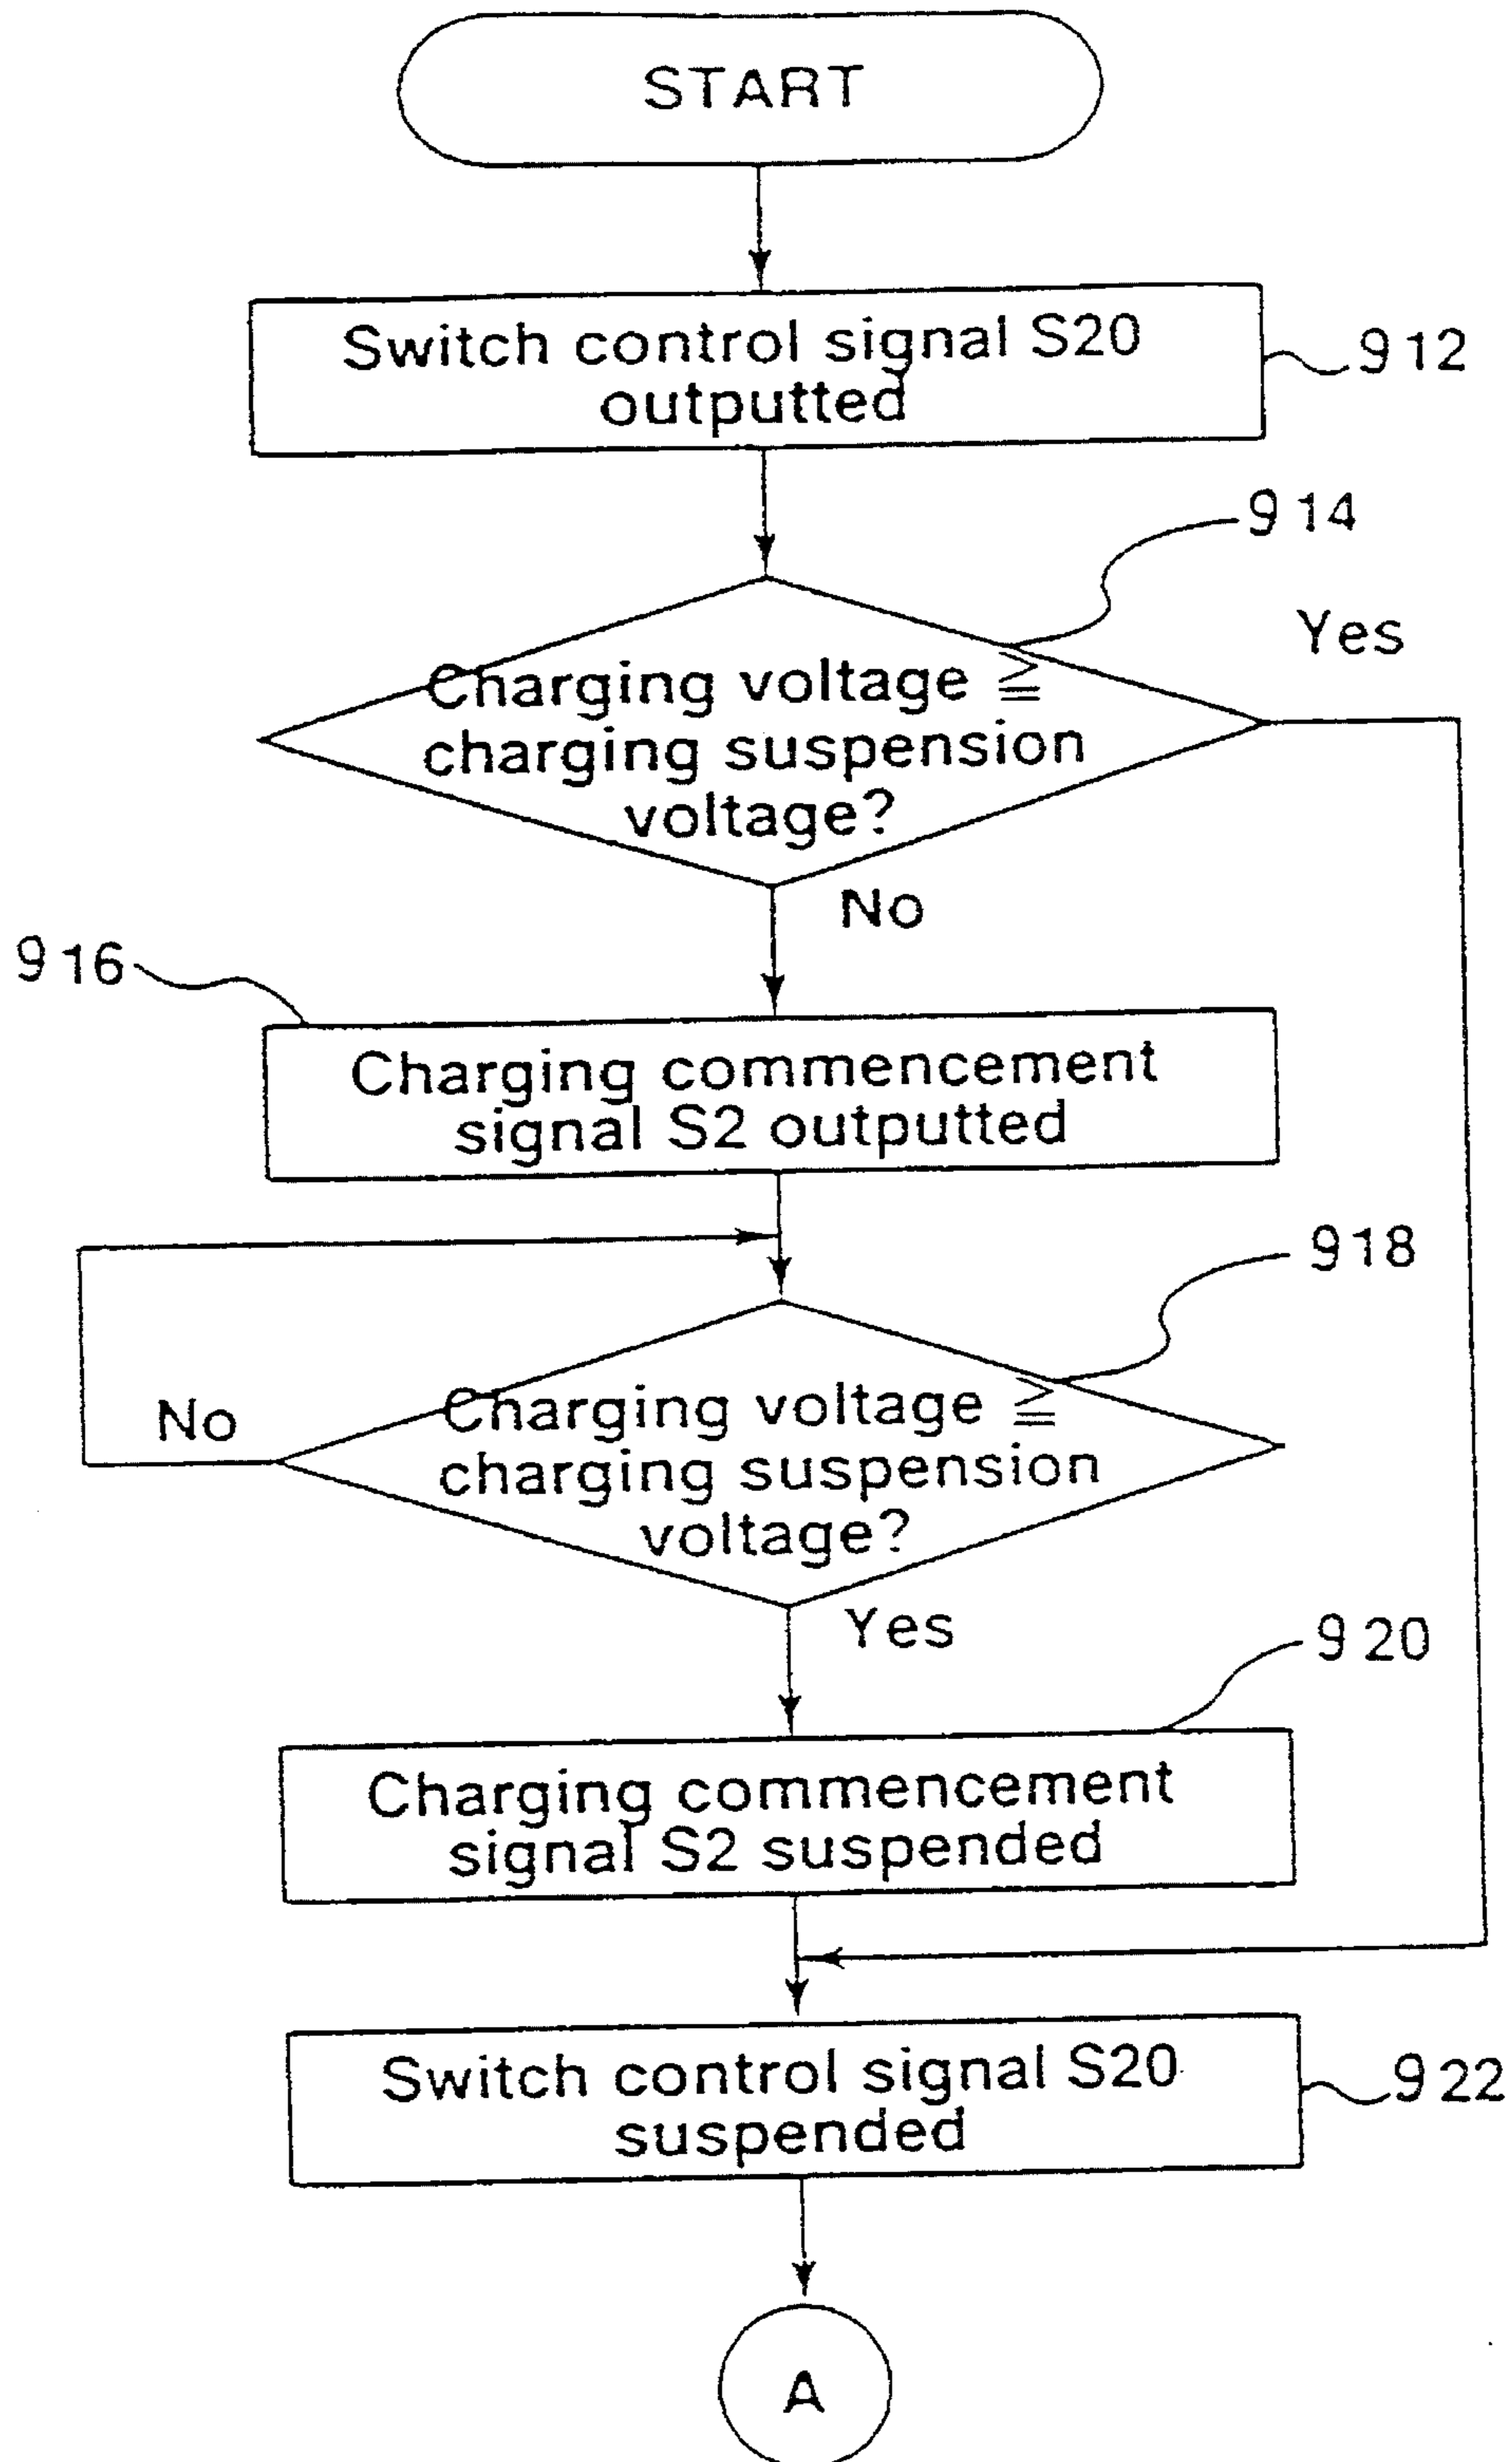 START
Switch control signal S20
outputted
912
914
Charging voltage ≧
charging suspension
voltage?
Yes
No
916
Charging commencement
signal S2 outputted
918
Charging voltage ≧
charging suspension
voltage?
No
Yes
920
Charging commencement
signal S2 suspended
Switch control signal S20
suspended
922
A